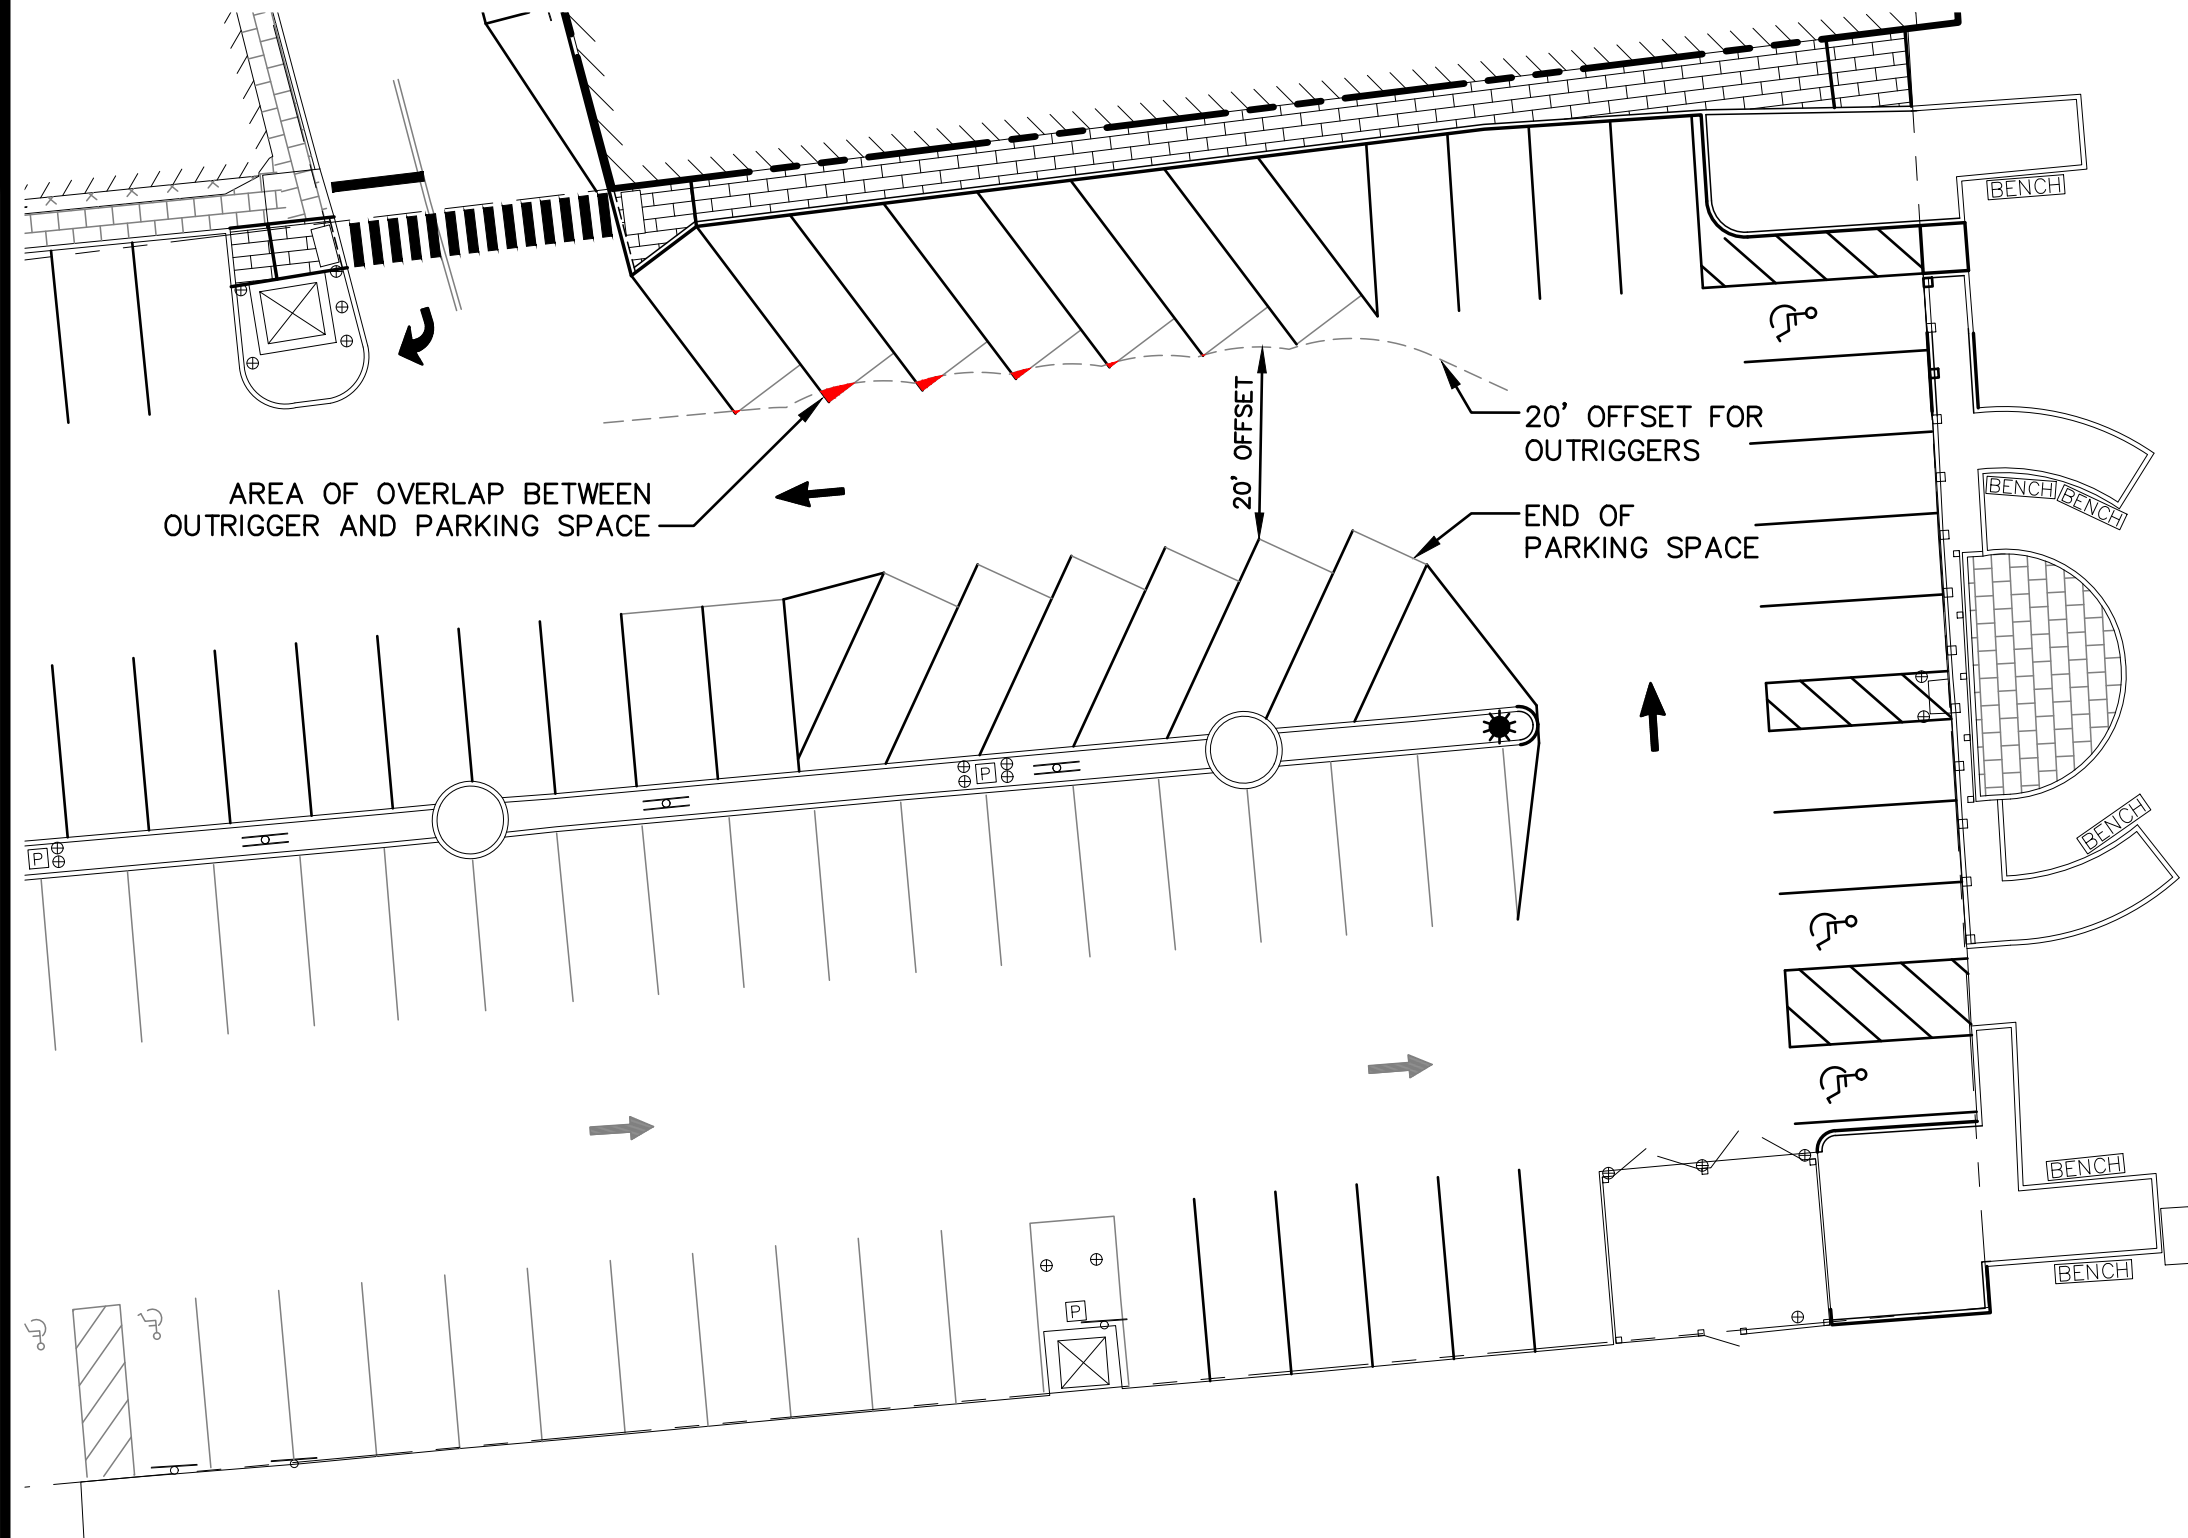 BENCH
20' OFFSET
20' OFFSET FOR
OUTRIGGERS
AREA OF OVERLAP BETWEEN
OUTRIGGER AND PARKING SPACE
END OF
PARKING SPACE
BENCH
BENCH
P
P
BENCH
BENCH
BENCH
P